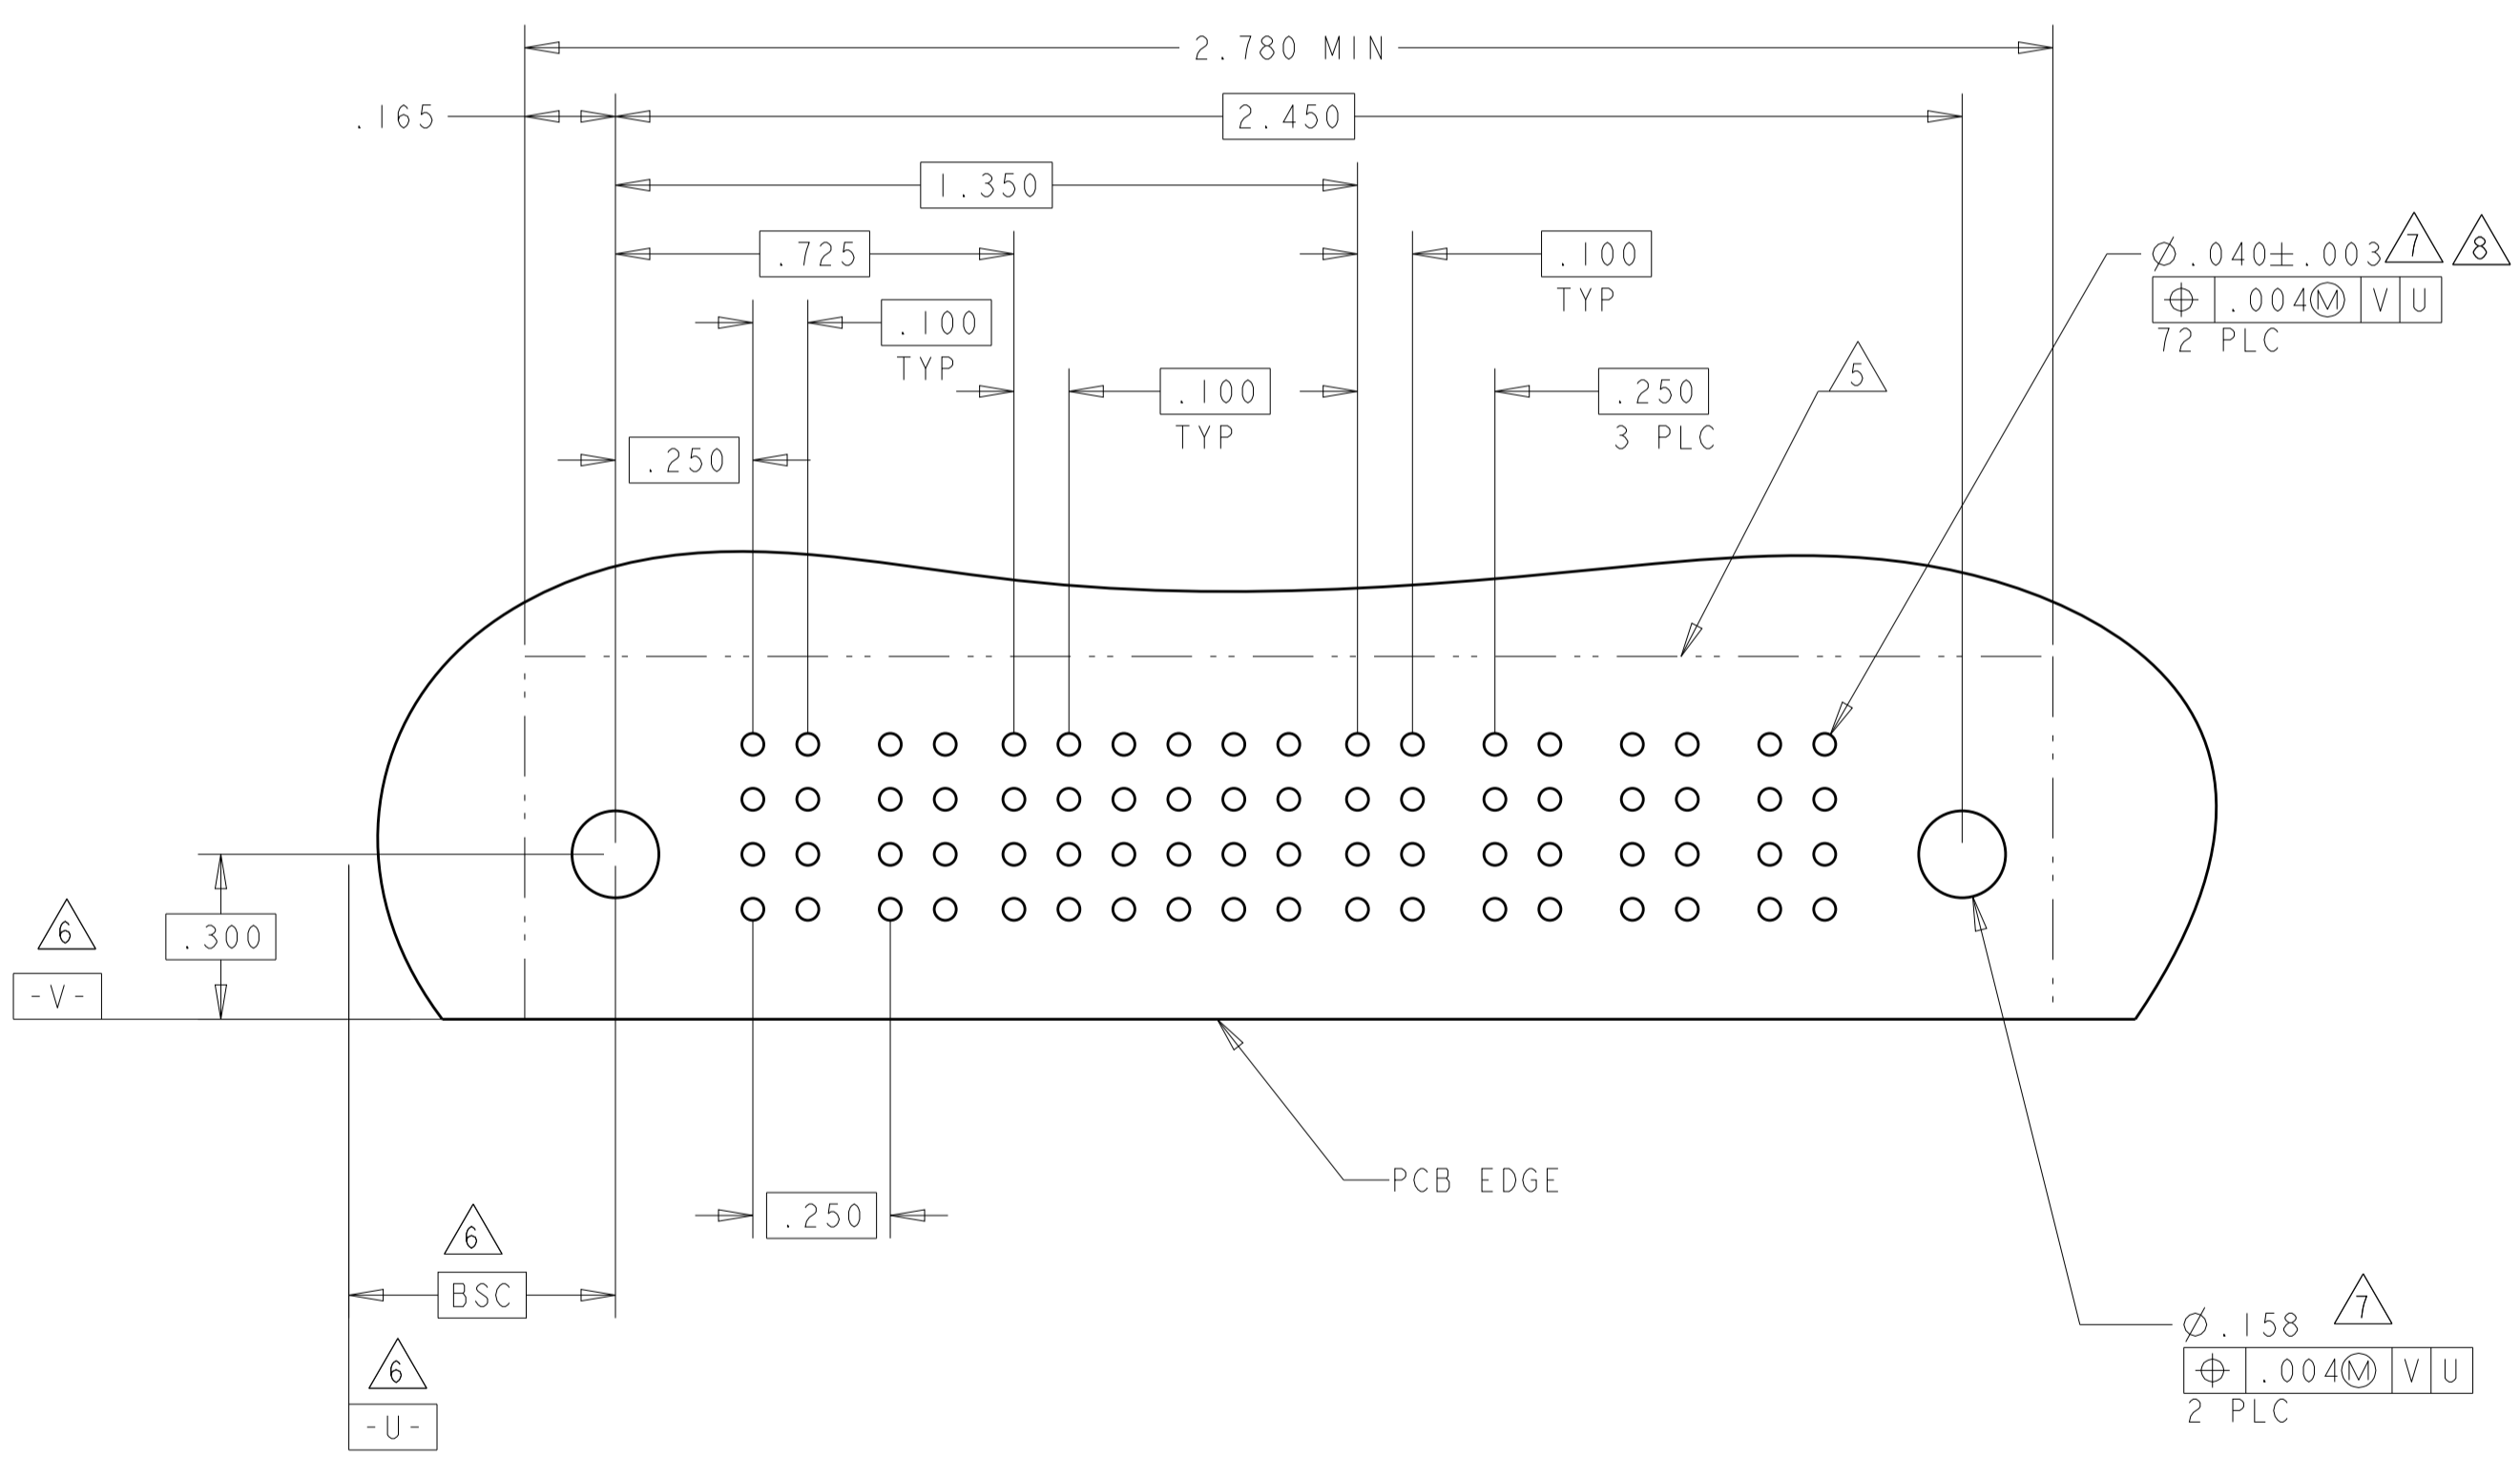 2.780 MIN
.165
2.450
1.350
.725
.100
TYP
⌀.040±.003 7 8
⌖ .004Ⓜ V U
72 PLC
.100
TYP
.100
TYP
.250
3 PLC
5
.250
6
.300
-V-
PCB EDGE
.250
6
BSC
6
-U-
⌀.158 7
⌖ .004Ⓜ V U
2 PLC